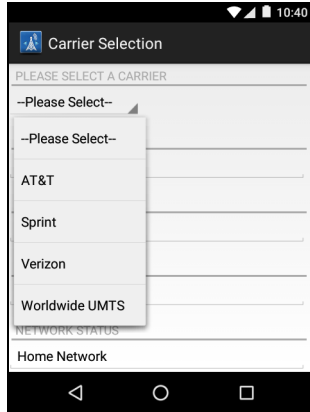 10:40
Carrier Selection
PLEASE SELECT A CARRIER
--Please Select--
--Please Select--
AT&T
Sprint
Verizon
Worldwide UMTS
NETWORK STATUS
Home Network